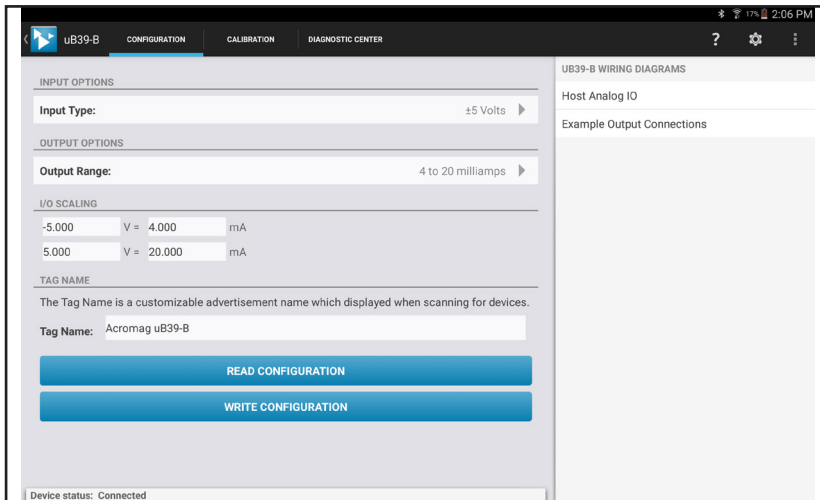 17% 2:06 PM
uB39-B CONFIGURATION CALIBRATION DIAGNOSTIC CENTER ?
INPUT OPTIONS
Input Type: ±5 Volts
OUTPUT OPTIONS
Output Range: 4 to 20 milliamps
I/O SCALING
-5.000 V = 4.000 mA
5.000 V = 20.000 mA
TAG NAME
The Tag Name is a customizable advertisement name which displayed when scanning for devices.
Tag Name: Acromag uB39-B
READ CONFIGURATION
WRITE CONFIGURATION
Device status: Connected
UB39-B WIRING DIAGRAMS
Host Analog IO
Example Output Connections